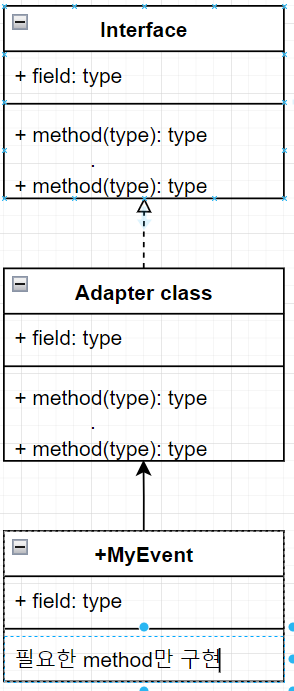 Interface
+ field: type
+ method(type): type
.
+ method(type): type
Adapter class
+ field: type
+ method(type): type
.
+ method(type): type
+MyEvent
+ field: type
필요한 method만 구현